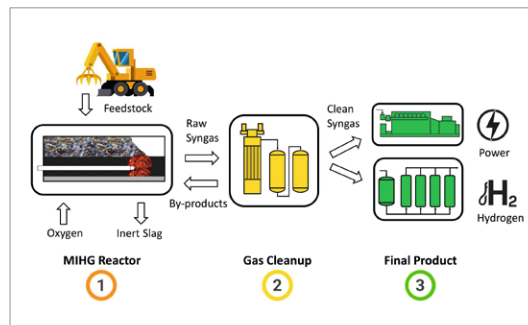 Feedstock
Raw
Syngas
Clean
Syngas
Power
By-products
H2
Hydrogen
Oxygen
Inert Slag
MIHG Reactor
Gas Cleanup
Final Product
1
2
3